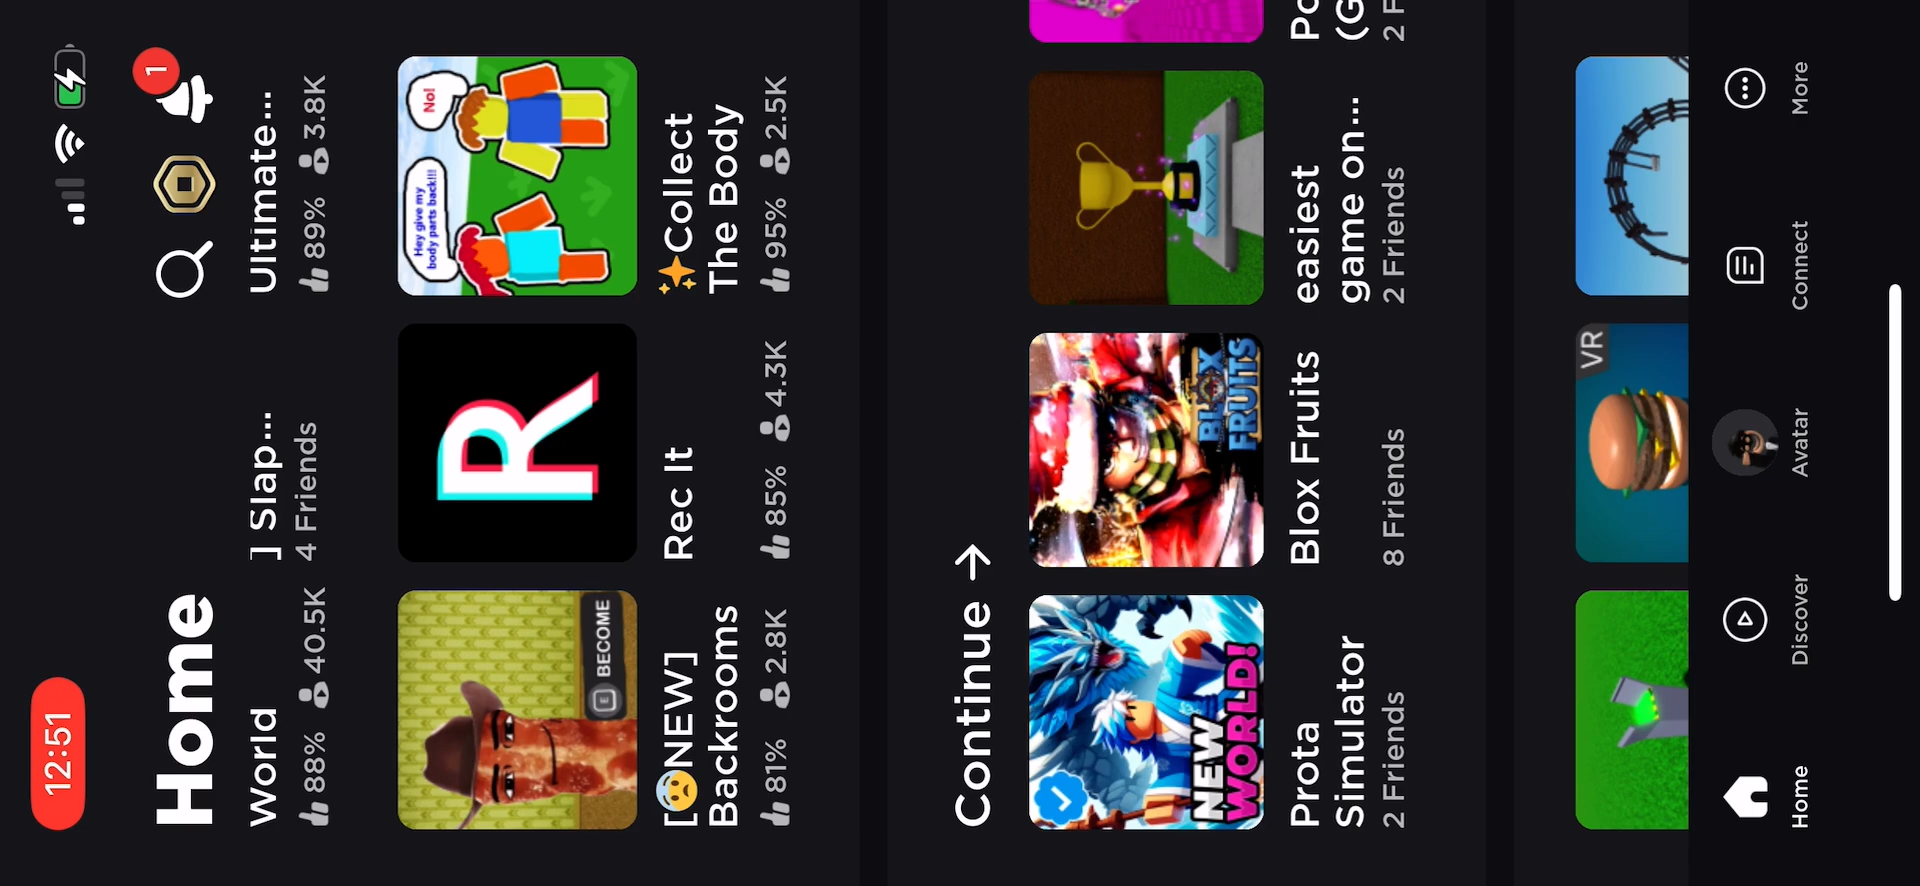 12:51
Home
1
World
88% 40.5K
] Slap...
4 Friends
Ultimate...
89% 3.8K
BECOME
E
R
Hey give my
body parts back!!!
No!
[😰NEW]
Backrooms
81% 2.8K
Rec It
85% 4.3K
✨Collect
The Body
95% 2.5K
Continue →
NEW
WORLD!
BLOX
FRUITS
Prota
Simulator
2 Friends
Blox Fruits
8 Friends
easiest
game on...
2 Friends
Po
(G
2 F
VR
Home
Discover
Avatar
Connect
More